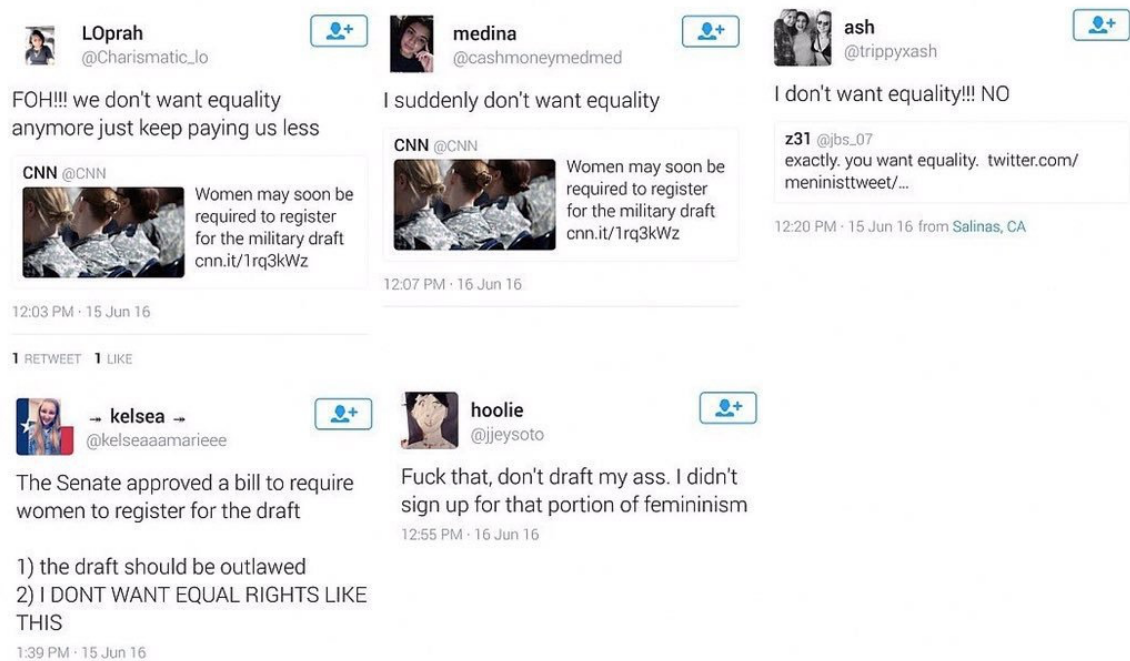 LOprah
@Charismatic_lo
FOH!!! we don't want equality
anymore just keep paying us less
CNN @CNN
Women may soon be
required to register
for the military draft
cnn.it/1rq3kWz
12:03 PM · 15 Jun 16
1 RETWEET 1 LIKE
medina
@cashmoneymedmed
I suddenly don't want equality
CNN @CNN
Women may soon be
required to register
for the military draft
cnn.it/1rq3kWz
12:07 PM · 16 Jun 16
ash
@trippyxash
I don't want equality!!! NO
z31 @jbs_07
exactly. you want equality. twitter.com/
meninisttweet/...
12:20 PM · 15 Jun 16 from Salinas, CA
→ kelsea →
@kelseaaamarieee
The Senate approved a bill to require
women to register for the draft
1) the draft should be outlawed
2) I DONT WANT EQUAL RIGHTS LIKE
THIS
1:39 PM · 15 Jun 16
hoolie
@jjeysoto
Fuck that, don't draft my ass. I didn't
sign up for that portion of femininism
12:55 PM · 16 Jun 16